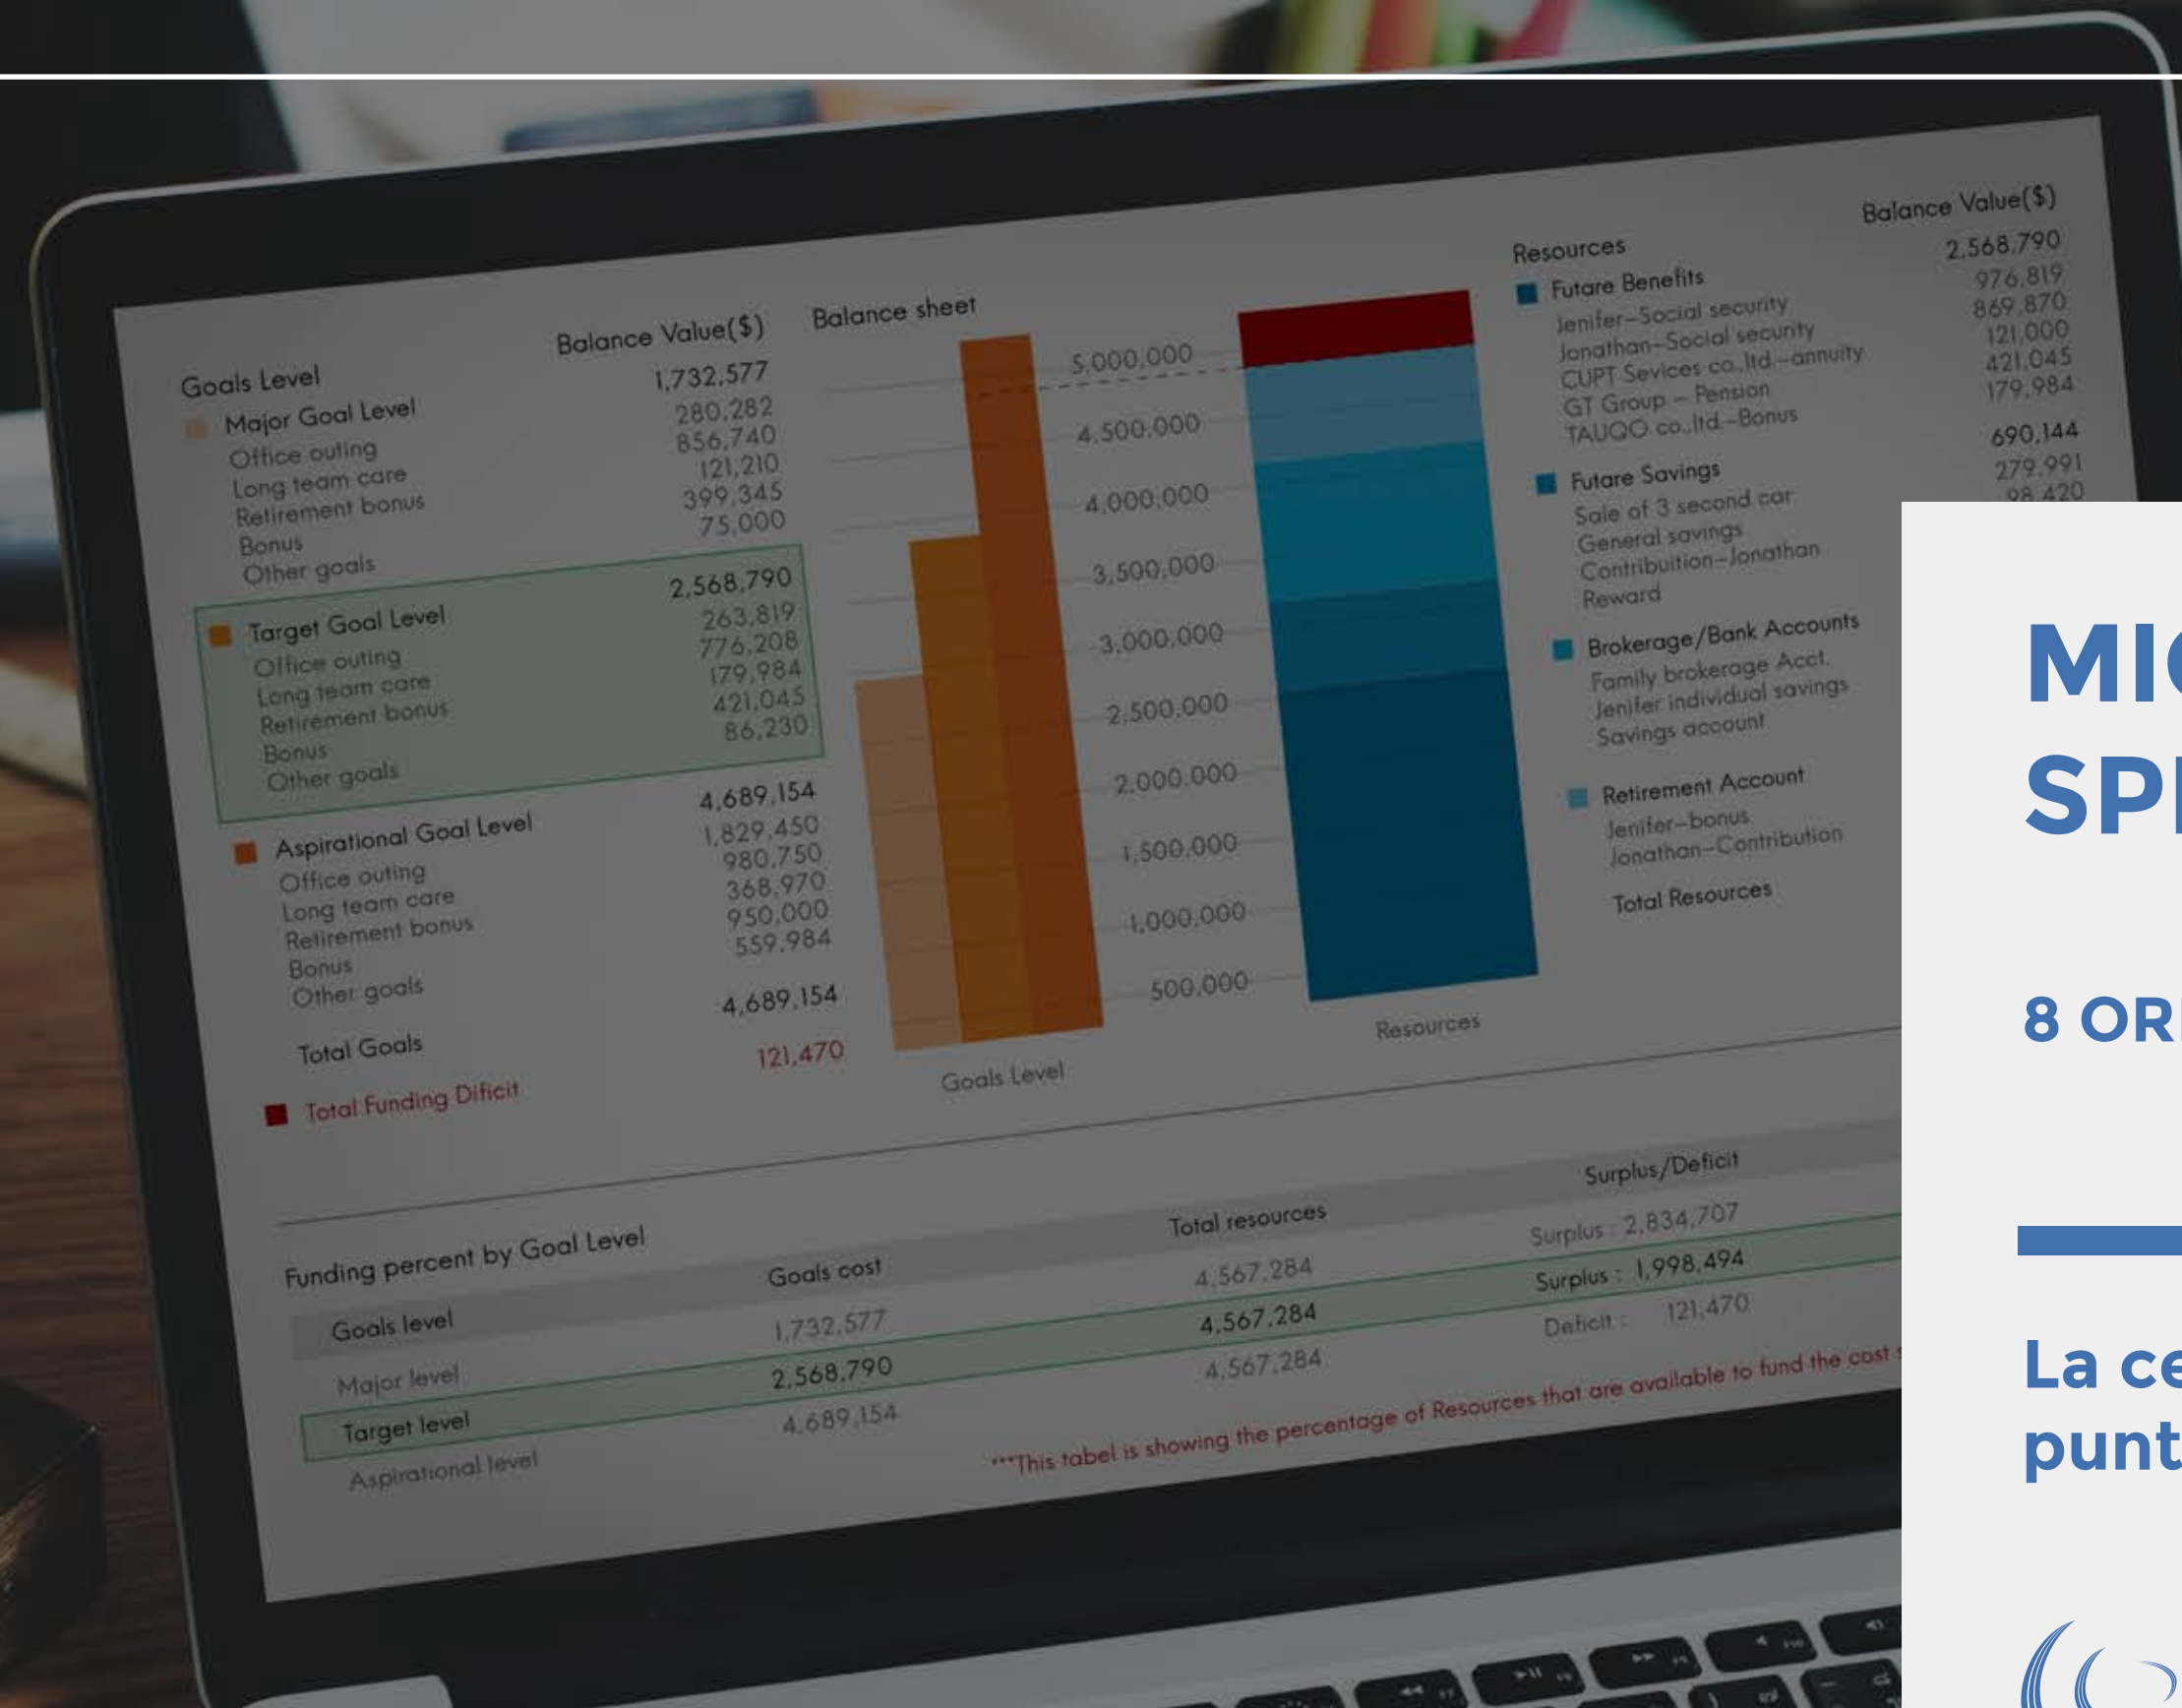 Goals Level Balance Value($)
Major Goal Level 1,732,577
Office outing 280,282
Long team care 856,740
Retirement bonus 121,210
Bonus 399,345
Other goals 75,000
Target Goal Level 2,568,790
Office outing 263,819
Long team care 776,208
Retirement bonus 179,984
Bonus 421,045
Other goals 86,230
Aspirational Goal Level 4,689,154
Office outing 1,829,450
Long team care 980,750
Retirement bonus 368,970
Bonus 950,000
Other goals 559,984
Total Goals 4,689,154
Total Funding Dificit 121,470
Balance sheet
5,000,000
4,500,000
4,000,000
3,500,000
3,000,000
2,500,000
2,000,000
1,500,000
1,000,000
500,000
Goals Level
Resources
Resources Balance Value($)
Futare Benefits 2,568,790
Jenifer–Social security 976,819
Jonathan–Social security 869,870
CUPT Sevices co.,ltd.–annuity 121,000
GT Group – Pension 421,045
TAUQO co.,ltd.–Bonus 179,984
Futare Savings 690,144
Sale of 3 second car 279,991
General savings 98,420
Contribuition–Jonathan
Reward
Brokerage/Bank Accounts
Family brokerage Acct.
Jenifer individual savings
Savings account
Retirement Account
Jenifer–bonus
Jonathan–Contribution
Total Resources
Funding percent by Goal Level
Goals level Goals cost Total resources Surplus/Deficit
Major level 1,732,577 4,567,284 Surplus : 2,834,707
Target level 2,568,790 4,567,284 Surplus : 1,998,494
Aspirational level 4,689,154 4,567,284 Deficit : 121,470
***This tabel is showing the percentage of Resources that are available to fund the cost
8 OR
La ce
punt